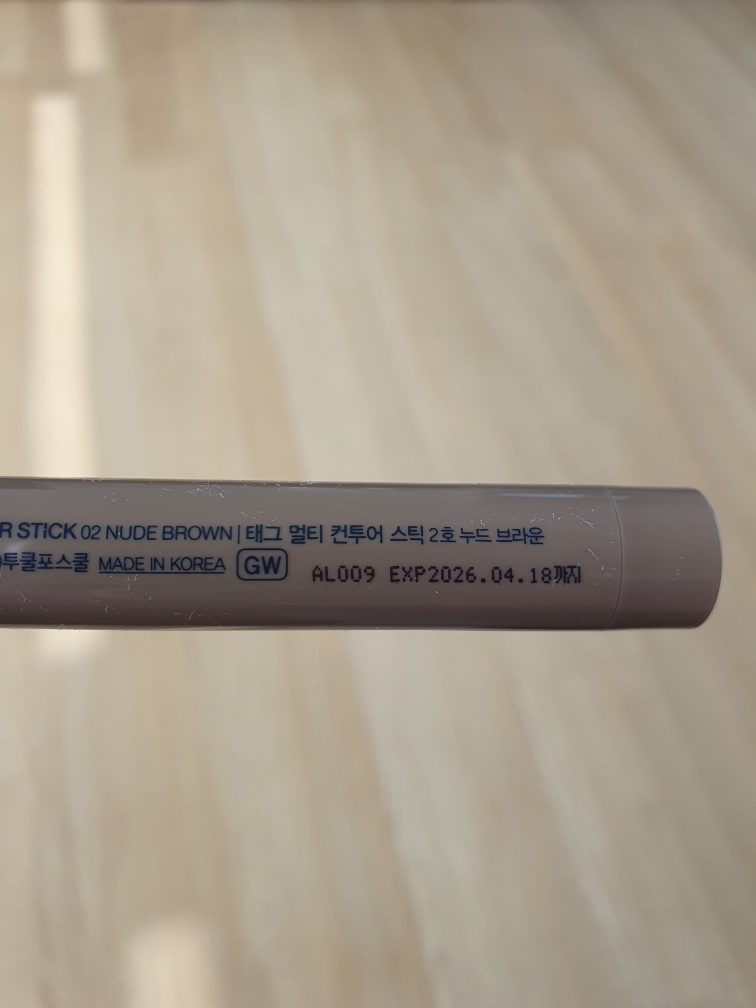 R STICK 02 NUDE BROWN | 태그 멀티 컨투어 스틱 2호 누드 브라운
)투쿨포스쿨 MADE IN KOREA GW AL009 EXP2026.04.18까지